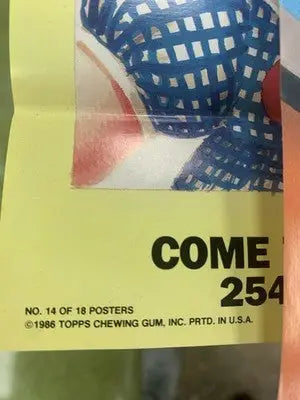 COME
254
NO. 14 OF 18 POSTERS
©1986 TOPPS CHEWING GUM, INC. PRTD. IN U.S.A.